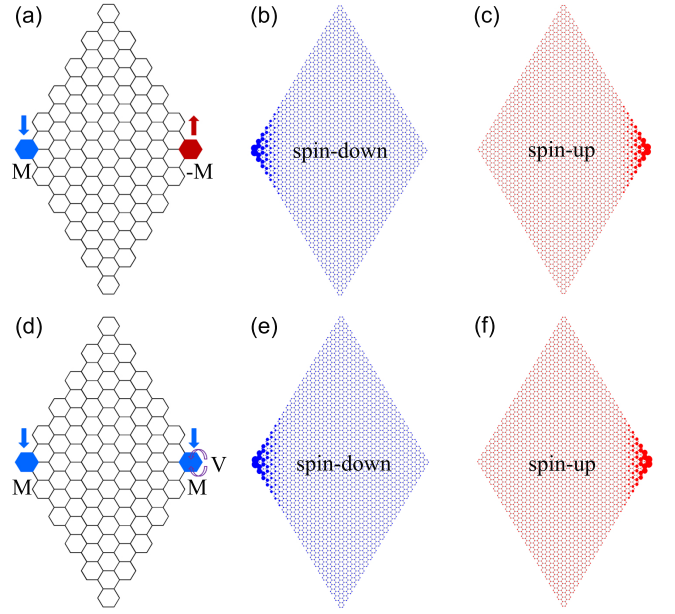 (a) (b) (c)
M -M spin-down spin-up
(d) (e) (f)
M M V spin-down spin-up